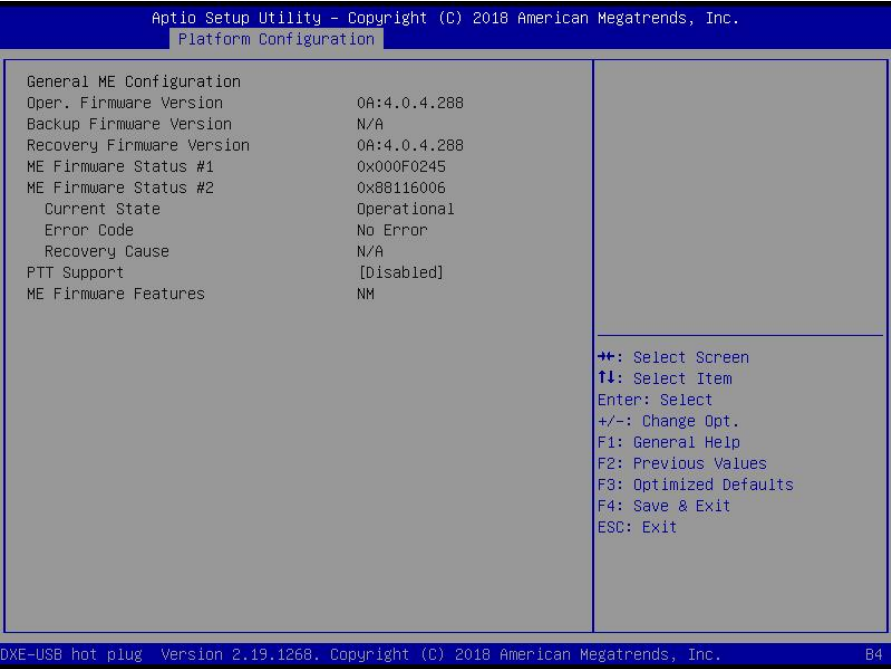 Aptio Setup Utility – Copyright (C) 2018 American Megatrends, Inc.
Platform Configuration
General ME Configuration
Oper. Firmware Version 0A:4.0.4.288
Backup Firmware Version N/A
Recovery Firmware Version 0A:4.0.4.288
ME Firmware Status #1 0x000F0245
ME Firmware Status #2 0x88116006
Current State Operational
Error Code No Error
Recovery Cause N/A
PTT Support [Disabled]
ME Firmware Features NM
→←: Select Screen
↑↓: Select Item
Enter: Select
+/-: Change Opt.
F1: General Help
F2: Previous Values
F3: Optimized Defaults
F4: Save & Exit
ESC: Exit
DXE-USB hot plug Version 2.19.1268. Copyright (C) 2018 American Megatrends, Inc. B4